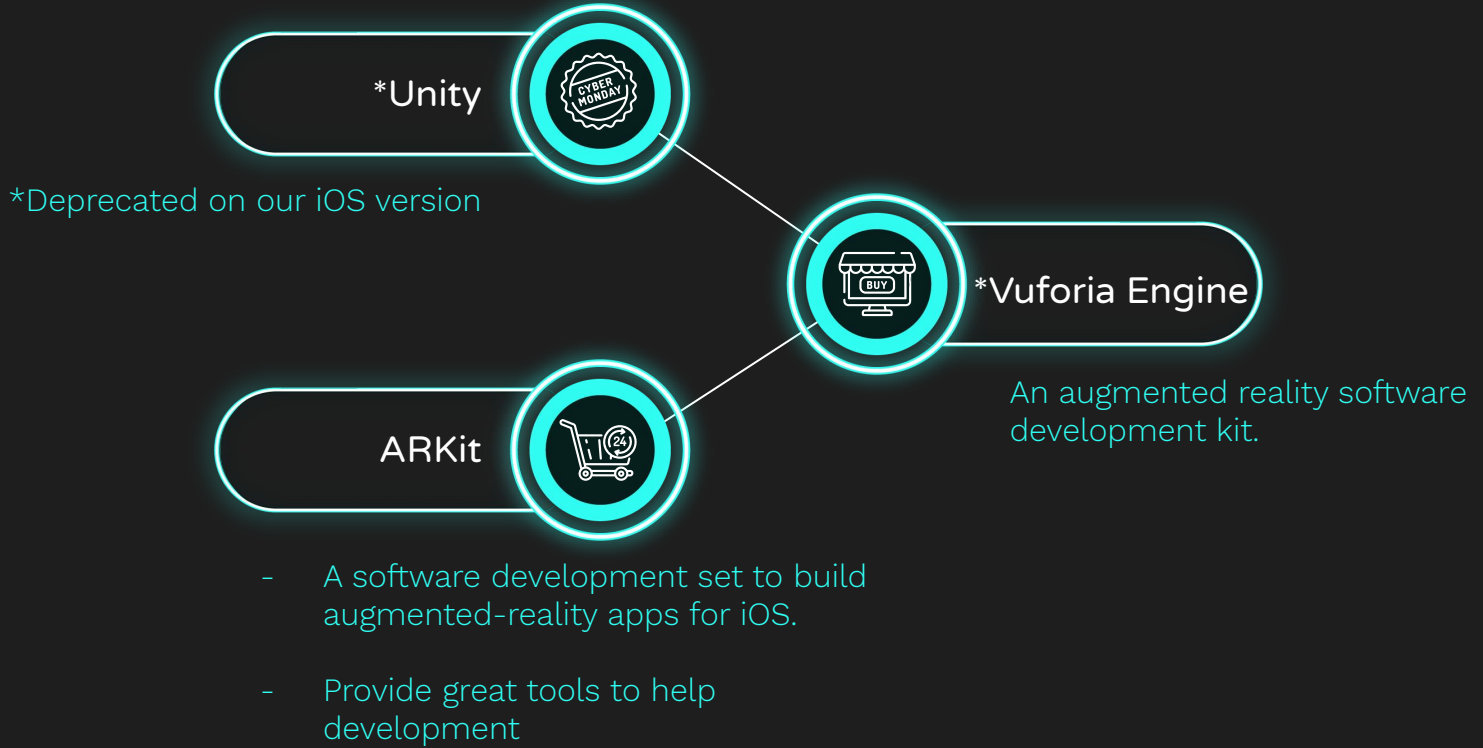 CYBER
MONDAY
*Unity
*Deprecated on our iOS version
BUY
*Vuforia Engine
An augmented reality software
development kit.
24
ARKit
- A software development set to build
augmented-reality apps for iOS.
- Provide great tools to help
development